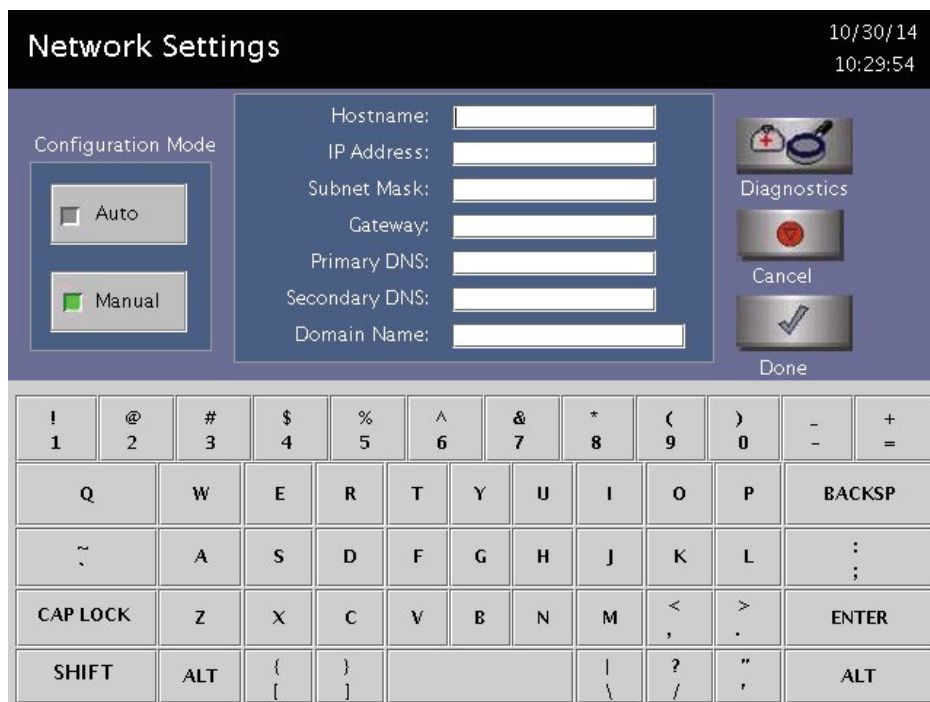 Network Settings
10/30/14
10:29:54
Configuration Mode
Auto
Manual
Hostname:
IP Address:
Subnet Mask:
Gateway:
Primary DNS:
Secondary DNS:
Domain Name:
Diagnostics
Cancel
Done
! @ # $ % ^ & * ( ) _ +
1 2 3 4 5 6 7 8 9 0 - =
Q W E R T Y U I O P BACKSP
~ :
` A S D F G H J K L ;
CAP LOCK Z X C V B N M < > ENTER
, .
SHIFT ALT { } | ? " ALT
[ ] \ / '